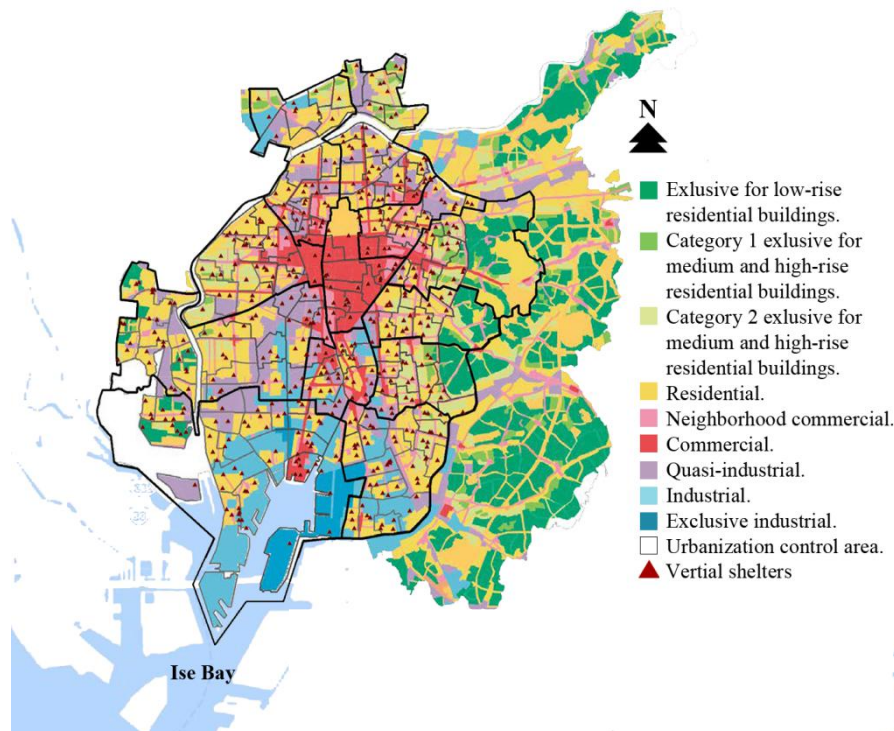 N
Exlusive for low-rise
residential buildings.
Category 1 exlusive for
medium and high-rise
residential buildings.
Category 2 exlusive for
medium and high-rise
residential buildings.
Residential.
Neighborhood commercial.
Commercial.
Quasi-industrial.
Industrial.
Exclusive industrial.
Urbanization control area.
Vertial shelters
Ise Bay